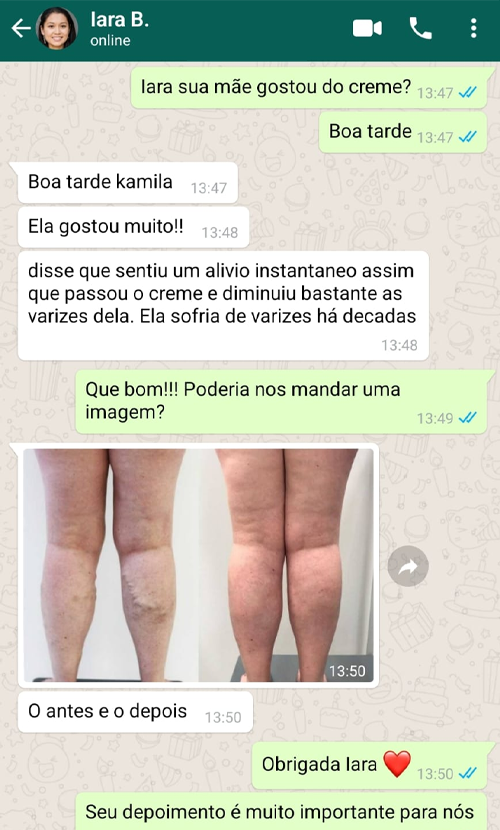 Iara B.
online
Iara sua mãe gostou do creme? 13:47
Boa tarde 13:47
Boa tarde kamila 13:47
Ela gostou muito!! 13:48
disse que sentiu um alivio instantaneo assim
que passou o creme e diminuiu bastante as
varizes dela. Ela sofria de varizes há decadas
13:48
Que bom!!! Poderia nos mandar uma
imagem? 13:49
13:50
O antes e o depois 13:50
Obrigada Iara ❤️ 13:50
Seu depoimento é muito importante para nós